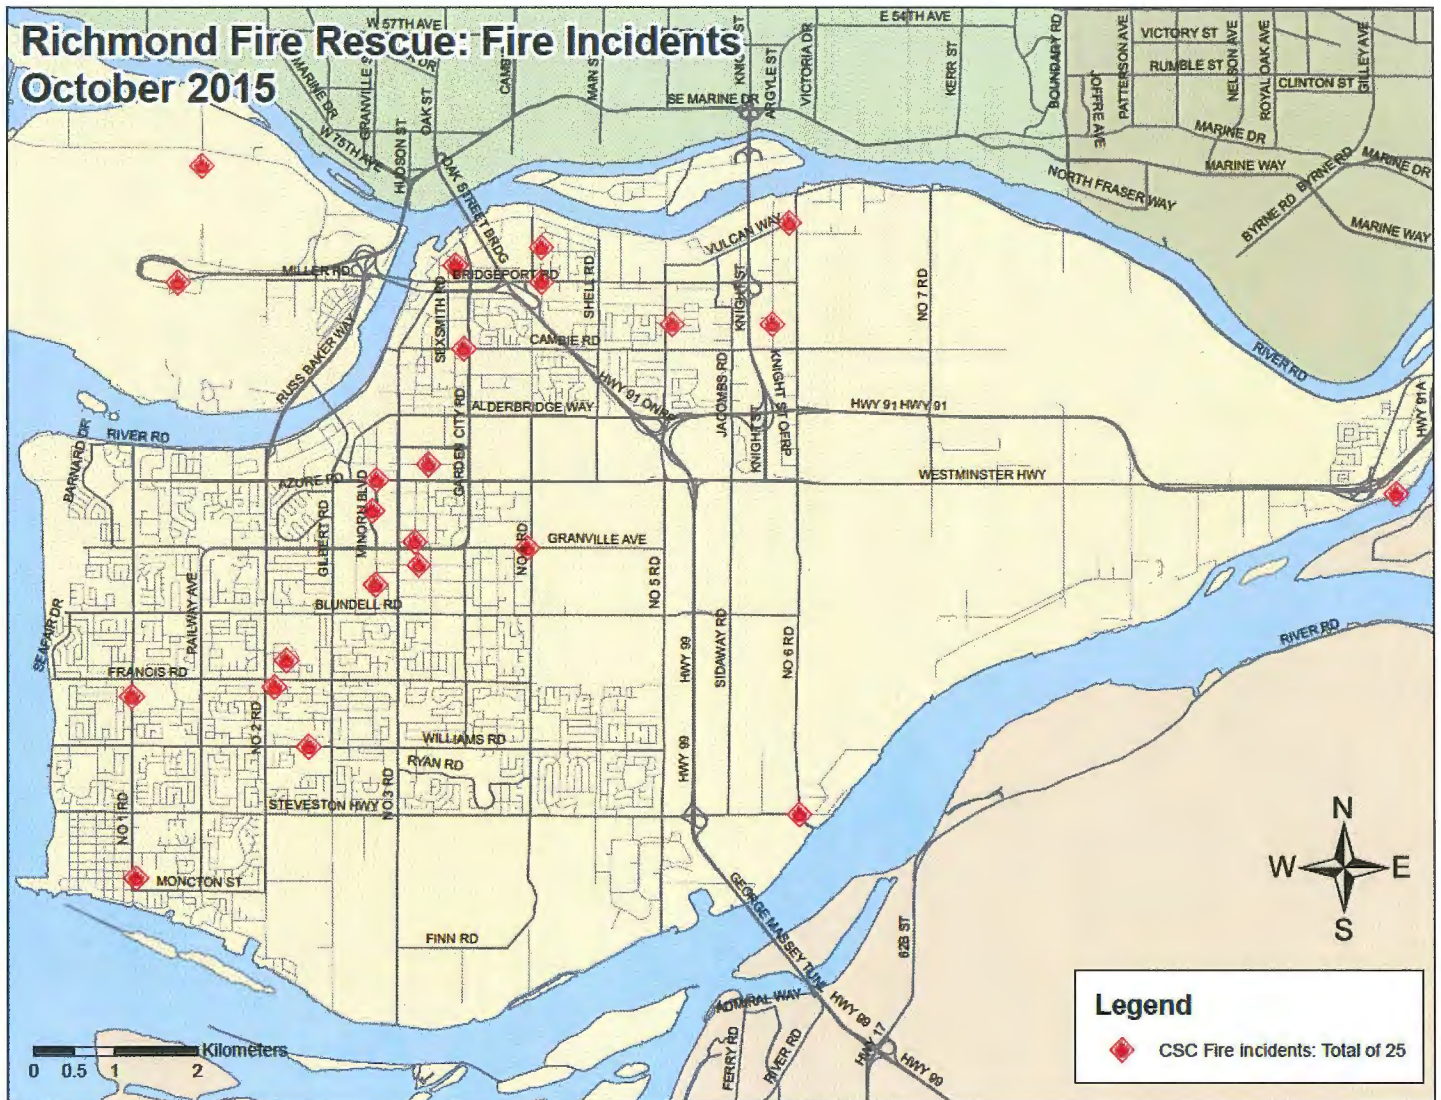 Richmond Fire Rescue: Fire Incidents
October 2015
W 57TH AVE
E 54TH AVE
MARINE DR
OAK ST
MAIN ST
SE MARINE DR
ARGYLE ST
VICTORIA DR
KERR ST
BOUNDARY RD
JOFFRE AVE
PATTERSON AVE
VICTORY ST
RUMBLE ST
NELSON AVE
ROYAL OAK AVE
CLINTON ST
GILLEY AVE
MARINE DR
MARINE WAY
MARINE DR
BYRNE RD
BYRNE RD
MARINE WAY
NORTH FRASER WAY
W 75TH AVE
HUDSON ST
OAK STREET BRDG
VULCAN WAY
MILLER RD
BRIDGEPORT RD
SHELL RD
KNIGHT ST
NO 7 RD
SEXSMITH RD
CAMBIE RD
RUSS BAKER WAY
RIVER RD
HWY 91 ONRP
JACOMBS RD
KNIGHT ST OFRP
KNIGHT ST
HWY 91 HWY 91
HWY 91A
ALDERBRIDGE WAY
GARDEN CITY RD
RIVER RD
BARNARD DR
AZURE RD
WESTMINSTER HWY
GILBERT RD
MINORU BLVD
GRANVILLE AVE
NO 5 RD
RAILWAY AVE
BLUNDELL RD
SEAFAIR DR
FRANCIS RD
HWY 99
SIDAWAY RD
NO 6 RD
RIVER RD
NO 2 RD
WILLIAMS RD
RYAN RD
HWY 99
NO 1 RD
STEVESTON HWY
NO 3 RD
MONCTON ST
FINN RD
GEORGE MASSEY TUNL
62B ST
ADMIRAL WAY
HWY 99
FERRY RD
RIVER RD
HWY 17
HWY 99
N
W E
S
Kilometers
0 0.5 1 2
Legend
CSC Fire incidents: Total of 25